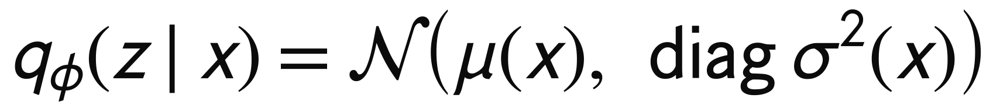 q_ϕ(z | x) = 𝒩(μ(x), diag σ²(x))